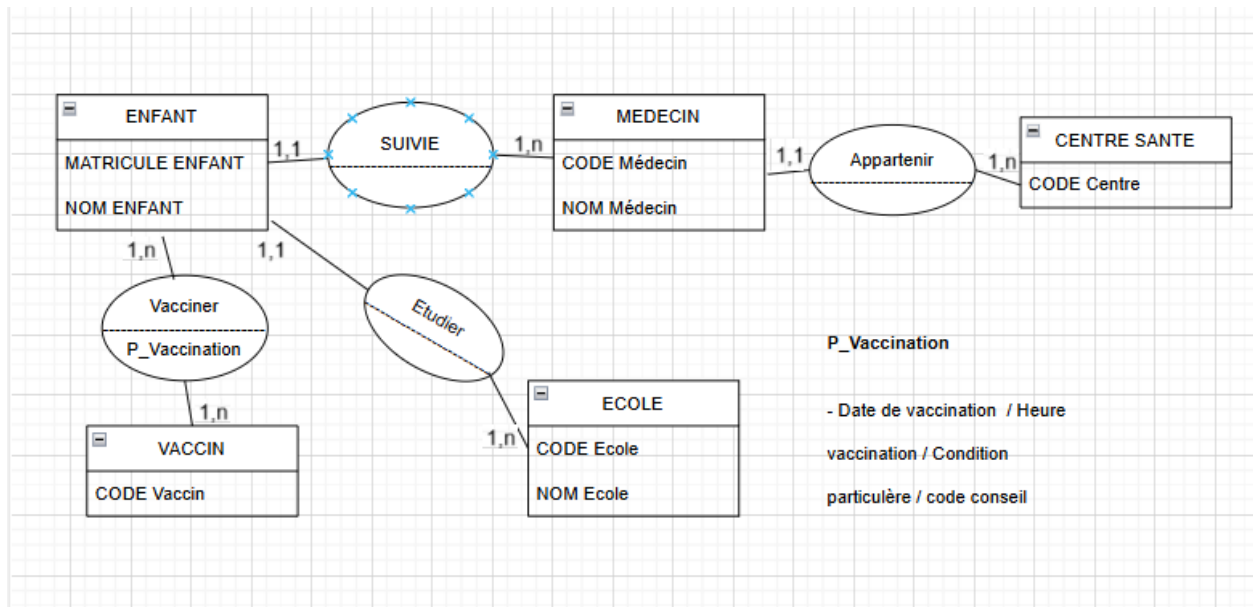 ENFANT
MATRICULE ENFANT
NOM ENFANT
1,1
SUIVIE
1,n
MEDECIN
CODE Médecin
NOM Médecin
1,1
Appartenir
1,n
CENTRE SANTE
CODE Centre
1,n
1,1
Vacciner
P_Vaccination
Etudier
1,n
VACCIN
CODE Vaccin
1,n
ECOLE
CODE Ecole
NOM Ecole
P_Vaccination
- Date de vaccination / Heure
vaccination / Condition
particulère / code conseil